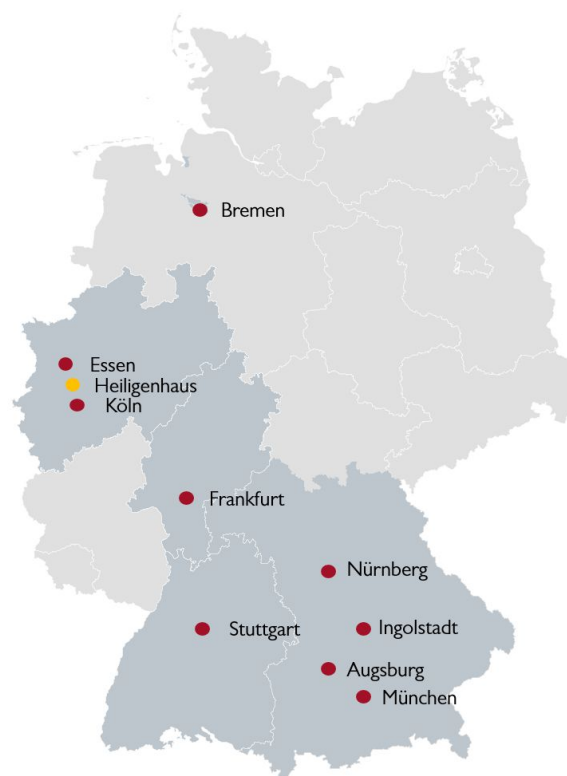 Bremen
Essen
Heiligenhaus
Köln
Frankfurt
Nürnberg
Stuttgart
Ingolstadt
Augsburg
München